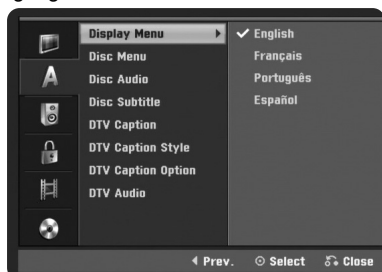 A
Display Menu
Disc Menu
Disc Audio
Disc Subtitle
DTV Caption
DTV Caption Style
DTV Caption Option
DTV Audio
English
Français
Português
Español
Prev.
Select
Close